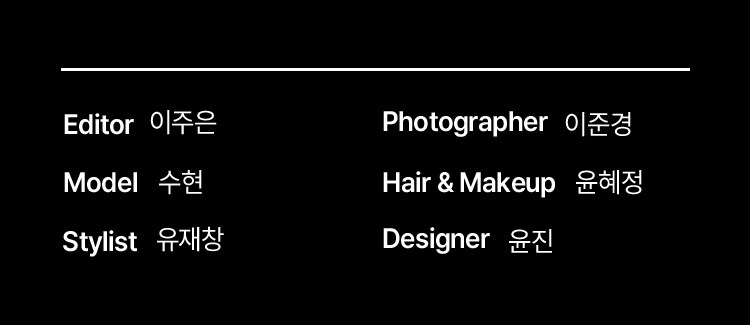 Editor 이주은
Photographer 이준경
Model 수현
Hair & Makeup 윤혜정
Stylist 유재창
Designer 윤진